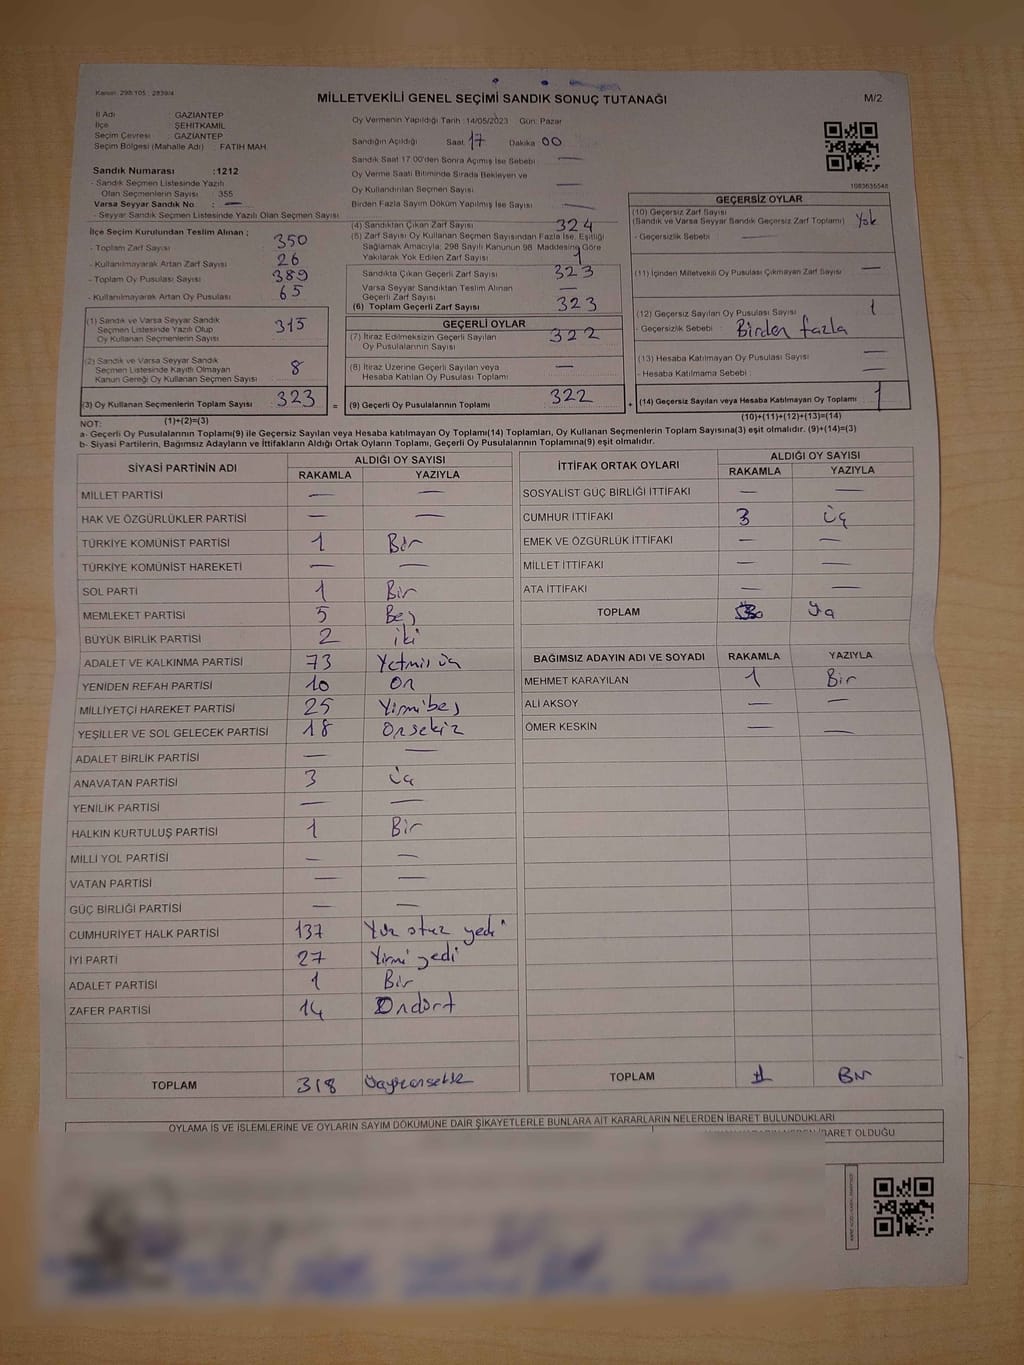 Kanun: 298/105 : 2839/4
MİLLETVEKİLİ GENEL SEÇİMİ SANDIK SONUÇ TUTANAĞI
M/2
İl Adı : GAZİANTEP
İlçe : ŞEHİTKAMİL
Seçim Çevresi : GAZİANTEP
Seçim Bölgesi (Mahalle Adı) : FATIH MAH.
Sandık Numarası : 1212
- Sandık Seçmen Listesinde Yazılı
Olan Seçmenlerin Sayısı : 355
Varsa Seyyar Sandık No : —
- Seyyar Sandık Seçmen Listesinde Yazılı Olan Seçmen Sayısı
İlçe Seçim Kurulundan Teslim Alınan ;
- Toplam Zarf Sayısı : 350
- Kullanılmayarak Artan Zarf Sayısı : 26
- Toplam Oy Pusulası Sayısı : 389
- Kullanılmayarak Artan Oy Pusulası : 65
(1) Sandık ve Varsa Seyyar Sandık
Seçmen Listesinde Yazılı Olup
Oy Kullanan Seçmenlerin Sayısı : 315
(2) Sandık ve Varsa Seyyar Sandık
Seçmen Listesinde Kayıtlı Olmayan
Kanun Gereği Oy Kullanan Seçmen Sayısı : 8
(3) Oy Kullanan Seçmenlerin Toplam Sayısı 323
(1)+(2)=(3)
Oy Vermenin Yapıldığı Tarih : 14/05/2023 Gün: Pazar
Sandığın Açıldığı Saat 17 Dakika 00
Sandık Saat 17.00'den Sonra Açılmış İse Sebebi —
Oy Verme Saati Bitiminde Sırada Bekleyen ve
Oy Kullandırılan Seçmen Sayısı —
Birden Fazla Sayım Döküm Yapılmış İse Sayısı —
(4) Sandıktan Çıkan Zarf Sayısı 324
(5) Zarf Sayısı Oy Kullanan Seçmen Sayısından Fazla İse, Eşitliği
Sağlamak Amacıyla; 298 Sayılı Kanunun 98. Maddesine Göre
Yakılarak Yok Edilen Zarf Sayısı : 1
Sandıkta Çıkan Geçerli Zarf Sayısı 323
Varsa Seyyar Sandıktan Teslim Alınan
Geçerli Zarf Sayısı —
(6) Toplam Geçerli Zarf Sayısı 323
GEÇERLİ OYLAR
(7) İtiraz Edilmeksizin Geçerli Sayılan
Oy Pusulalarının Sayısı 322
(8) İtiraz Üzerine Geçerli Sayılan veya
Hesaba Katılan Oy Pusulası Toplamı —
= (9) Geçerli Oy Pusulalarının Toplamı 322
1083635548
GEÇERSİZ OYLAR
(10) Geçersiz Zarf Sayısı
(Sandık ve Varsa Seyyar Sandık Geçersiz Zarf Toplamı) Yok
- Geçersizlik Sebebi : —
(11) İçinden Milletvekili Oy Pusulası Çıkmayan Zarf Sayısı —
(12) Geçersiz Sayılan Oy Pusulası Sayısı 1
- Geçersizlik Sebebi : Birden fazla
(13) Hesaba Katılmayan Oy Pusulası Sayısı —
- Hesaba Katılmama Sebebi : —
+ (14) Geçersiz Sayılan veya Hesaba Katılmayan Oy Toplamı 1
(10)+(11)+(12)+(13)=(14)
NOT:
a- Geçerli Oy Pusulalarının Toplamı(9) ile Geçersiz Sayılan veya Hesaba katılmayan Oy Toplamı(14) Toplamları, Oy Kullanan Seçmenlerin Toplam Sayısına(3) eşit olmalıdır. (9)+(14)=(3)
b- Siyasi Partilerin, Bağımsız Adayların ve İttifakların Aldığı Ortak Oyların Toplamı, Geçerli Oy Pusulalarının Toplamına(9) eşit olmalıdır.
SİYASİ PARTİNİN ADI ALDIĞI OY SAYISI
RAKAMLA YAZIYLA
MİLLET PARTİSİ — —
HAK VE ÖZGÜRLÜKLER PARTİSİ — —
TÜRKİYE KOMÜNİST PARTİSİ 1 Bir
TÜRKİYE KOMÜNİST HAREKETİ — —
SOL PARTİ 1 Bir
MEMLEKET PARTİSİ 5 Beş
BÜYÜK BİRLİK PARTİSİ 2 iki
ADALET VE KALKINMA PARTİSİ 73 Yetmiş üç
YENİDEN REFAH PARTİSİ 10 On
MİLLİYETÇİ HAREKET PARTİSİ 25 Yirmibeş
YEŞİLLER VE SOL GELECEK PARTİSİ 18 Onsekiz
ADALET BİRLİK PARTİSİ — —
ANAVATAN PARTİSİ 3 üç
YENİLİK PARTİSİ — —
HALKIN KURTULUŞ PARTİSİ 1 Bir
MİLLİ YOL PARTİSİ — —
VATAN PARTİSİ — —
GÜÇ BİRLİĞİ PARTİSİ — —
CUMHURİYET HALK PARTİSİ 137 Yüz otuz yedi
İYİ PARTİ 27 Yirmi yedi
ADALET PARTİSİ 1 Bir
ZAFER PARTİSİ 14 Ondört
TOPLAM 318
İTTİFAK ORTAK OYLARI ALDIĞI OY SAYISI
RAKAMLA YAZIYLA
SOSYALİST GÜÇ BİRLİĞİ İTTİFAKI — —
CUMHUR İTTİFAKI 3 üç
EMEK VE ÖZGÜRLÜK İTTİFAKI — —
MİLLET İTTİFAKI — —
ATA İTTİFAKI — —
TOPLAM
BAĞIMSIZ ADAYIN ADI VE SOYADI RAKAMLA YAZIYLA
MEHMET KARAYILAN 1 Bir
ALİ AKSOY — —
ÖMER KESKİN — —
TOPLAM 1 Bir
OYLAMA İŞ VE İŞLEMLERİNE VE OYLARIN SAYIM DÖKÜMÜNE DAİR ŞİKAYETLERLE BUNLARA AİT KARARLARIN NELERDEN İBARET BULUNDUKLARI
İBARET OLDUĞU